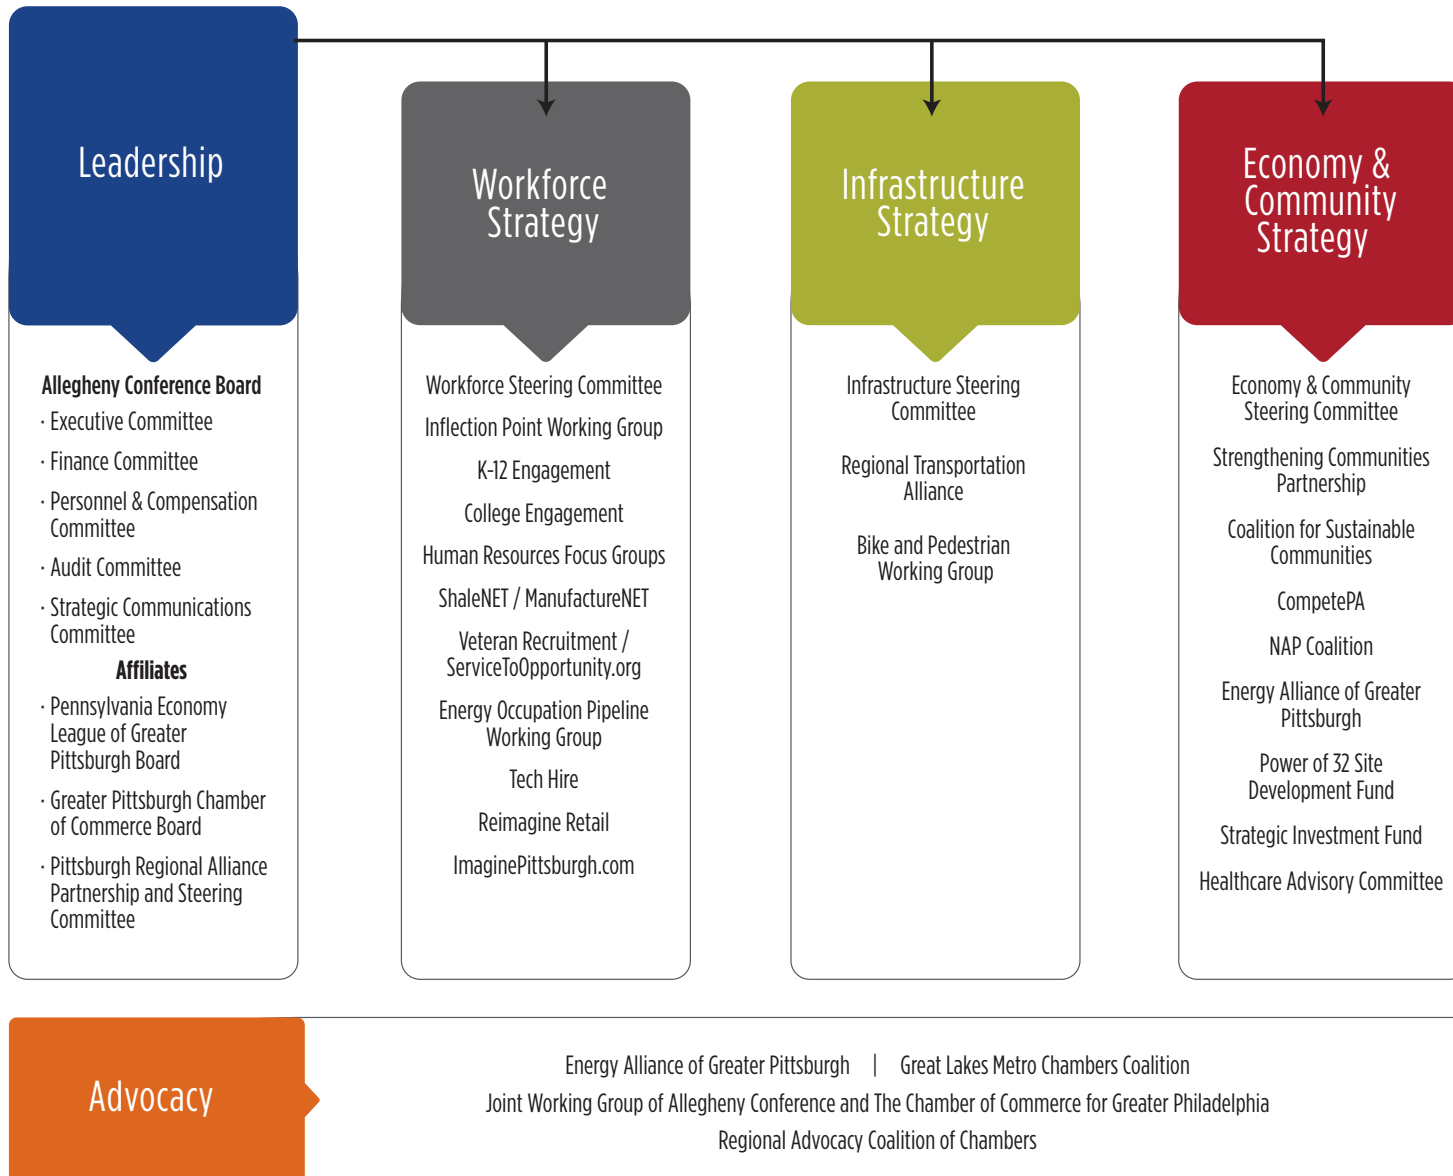 Leadership
Allegheny Conference Board
· Executive Committee
· Finance Committee
· Personnel & Compensation
Committee
· Audit Committee
· Strategic Communications
Committee
Affiliates
· Pennsylvania Economy
League of Greater
Pittsburgh Board
· Greater Pittsburgh Chamber
of Commerce Board
· Pittsburgh Regional Alliance
Partnership and Steering
Committee
Workforce
Strategy
Workforce Steering Committee
Inflection Point Working Group
K-12 Engagement
College Engagement
Human Resources Focus Groups
ShaleNET / ManufactureNET
Veteran Recruitment /
ServiceToOpportunity.org
Energy Occupation Pipeline
Working Group
Tech Hire
Reimagine Retail
ImaginePittsburgh.com
Infrastructure
Strategy
Infrastructure Steering
Committee
Regional Transportation
Alliance
Bike and Pedestrian
Working Group
Economy &
Community
Strategy
Economy & Community
Steering Committee
Strengthening Communities
Partnership
Coalition for Sustainable
Communities
CompetePA
NAP Coalition
Energy Alliance of Greater
Pittsburgh
Power of 32 Site
Development Fund
Strategic Investment Fund
Healthcare Advisory Committee
Advocacy
Energy Alliance of Greater Pittsburgh | Great Lakes Metro Chambers Coalition
Joint Working Group of Allegheny Conference and The Chamber of Commerce for Greater Philadelphia
Regional Advocacy Coalition of Chambers